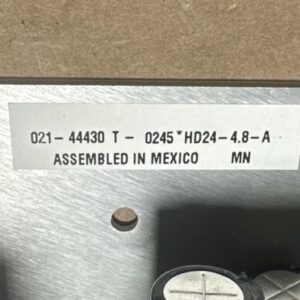 021-44430 T - 0245*HD24-4.8-A
ASSEMBLED IN MEXICO MN